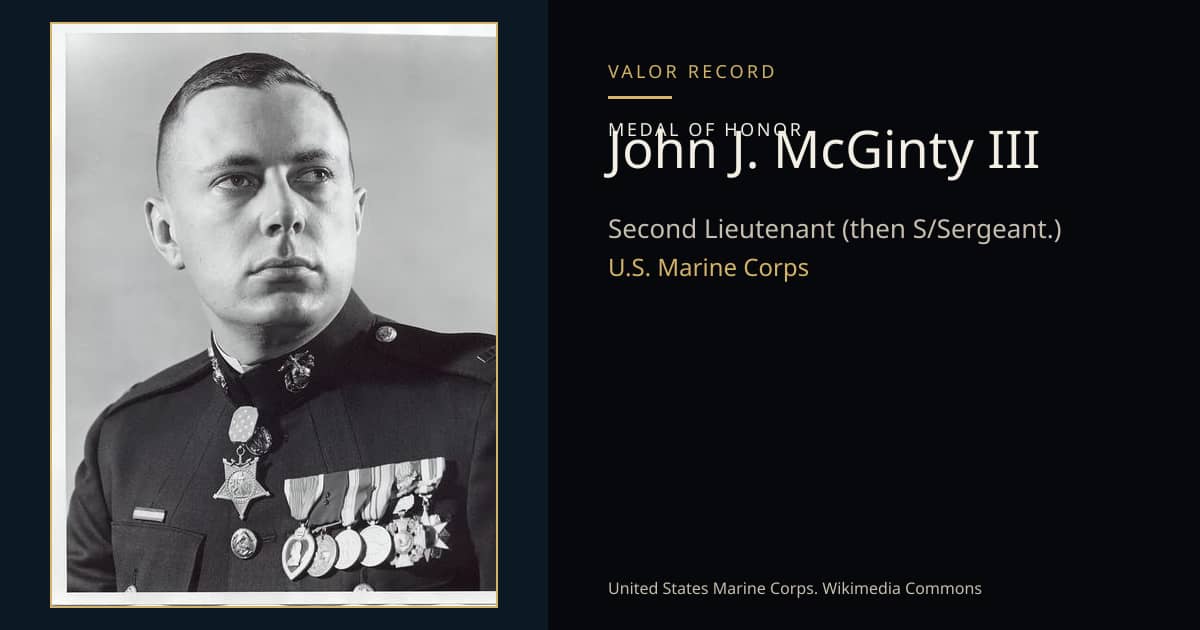 VALOR RECORD
MEDAL OF HONOR
John J. McGinty III
Second Lieutenant (then S/Sergeant.)
U.S. Marine Corps
United States Marine Corps. Wikimedia Commons